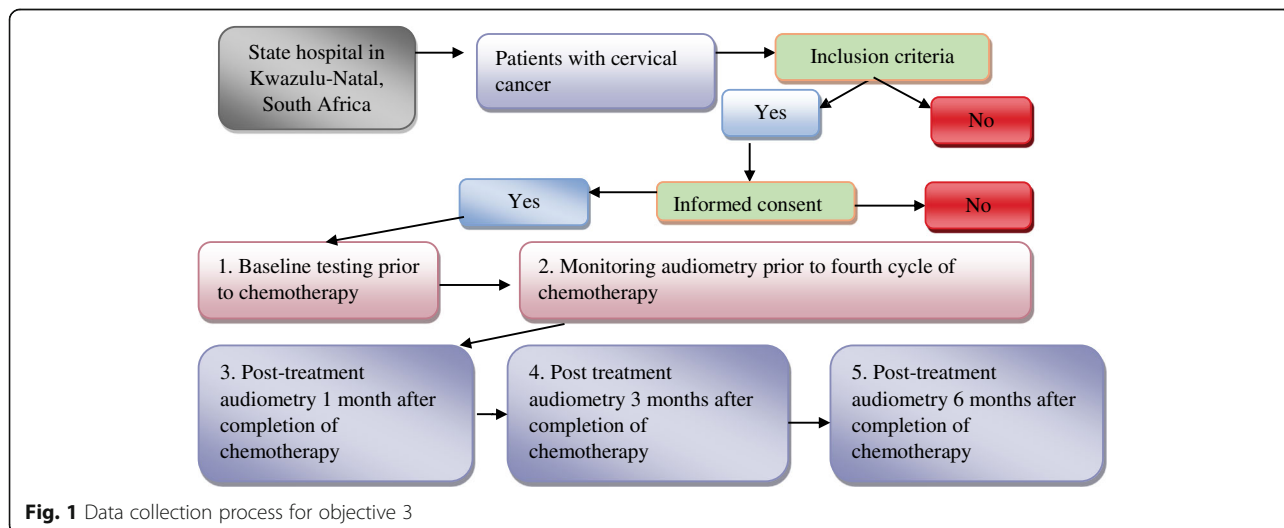 State hospital in
Kwazulu-Natal,
South Africa
Patients with cervical
cancer
Inclusion criteria
Yes
No
Yes
Informed consent
No
1. Baseline testing prior
to chemotherapy
2. Monitoring audiometry prior to fourth cycle of
chemotherapy
3. Post-treatment
audiometry 1 month after
completion of
chemotherapy
4. Post treatment
audiometry 3 months after
completion of
chemotherapy
5. Post-treatment
audiometry 6 months after
completion of
chemotherapy
Fig. 1 Data collection process for objective 3